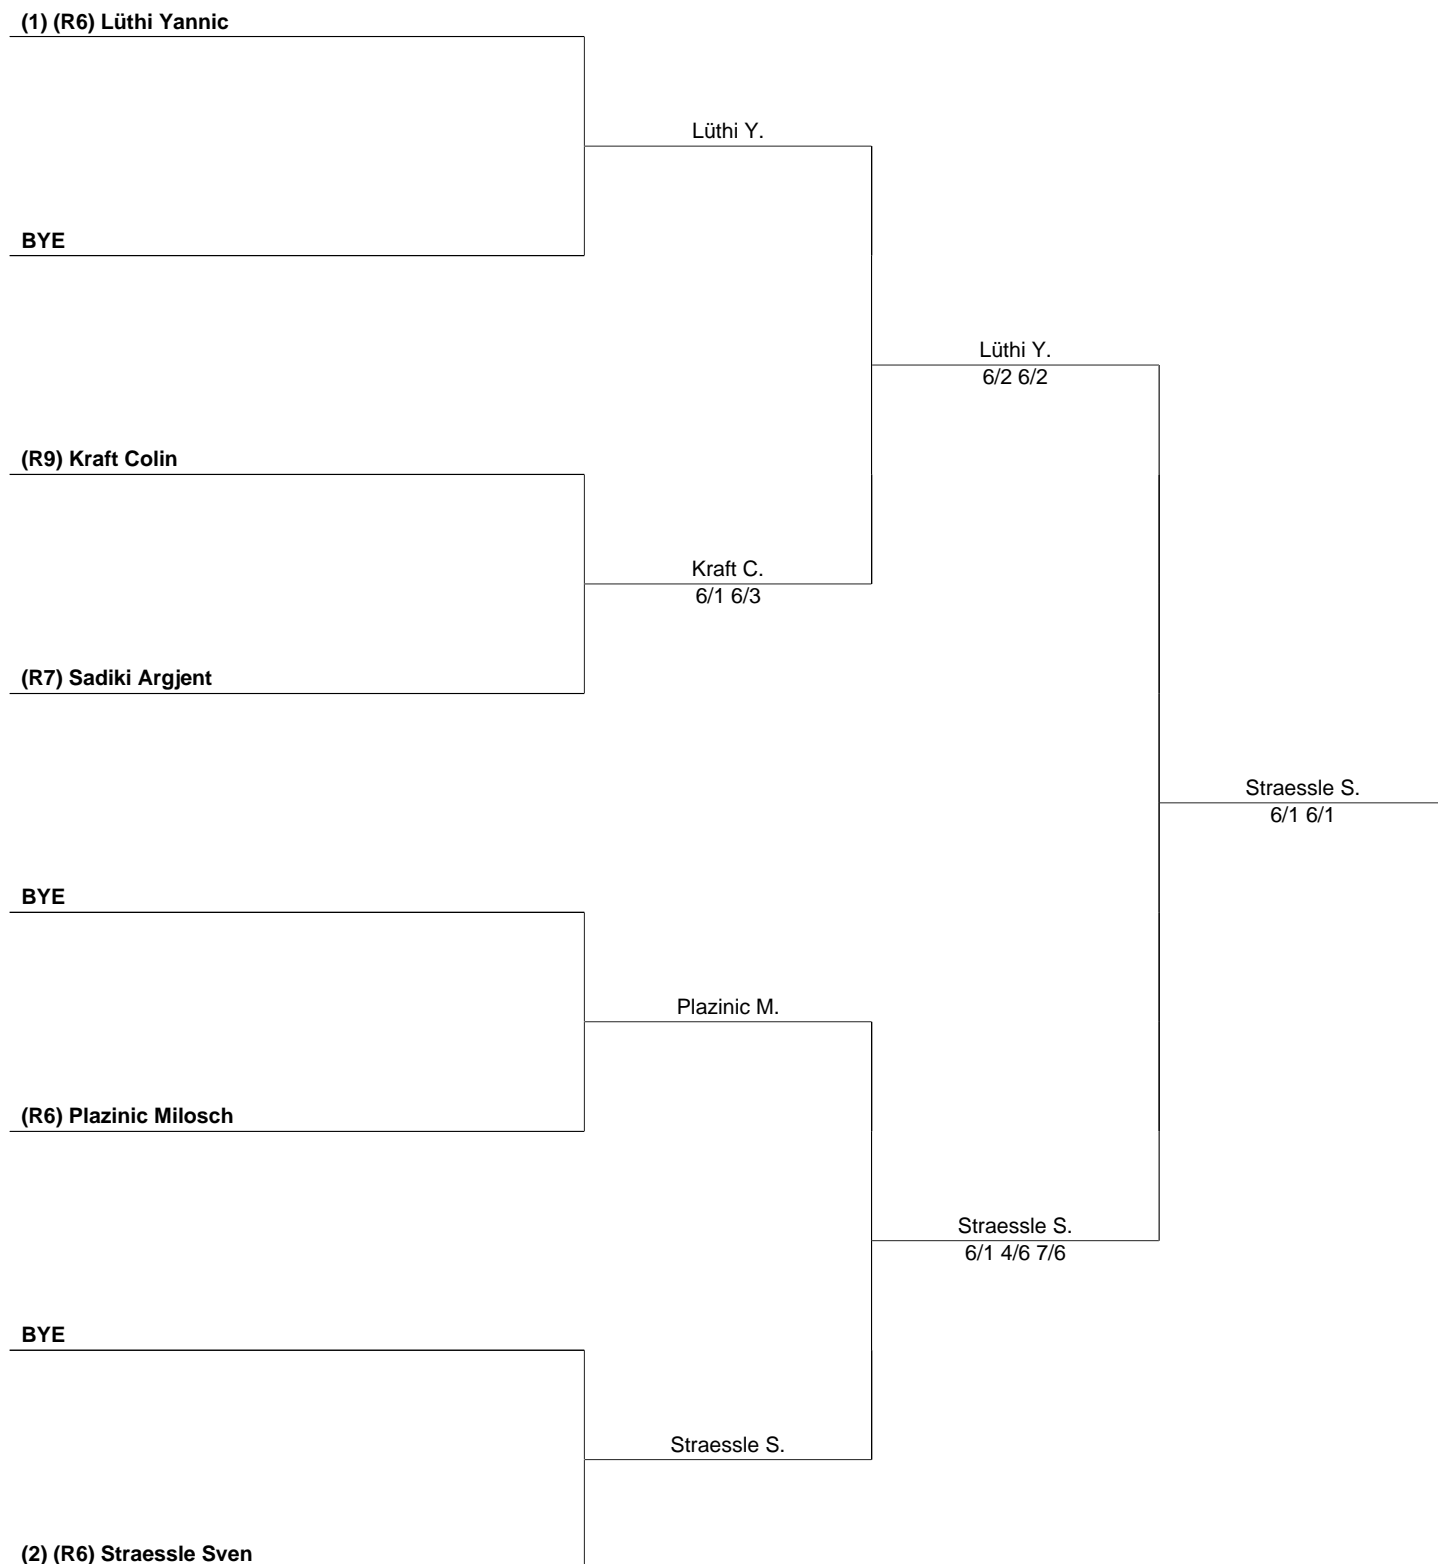 (1) (R6) Lüthi Yannic
Lüthi Y.
BYE
Lüthi Y.
6/2 6/2
(R9) Kraft Colin
Kraft C.
6/1 6/3
(R7) Sadiki Argjent
Straessle S.
6/1 6/1
BYE
Plazinic M.
(R6) Plazinic Milosch
Straessle S.
6/1 4/6 7/6
BYE
Straessle S.
(2) (R6) Straessle Sven